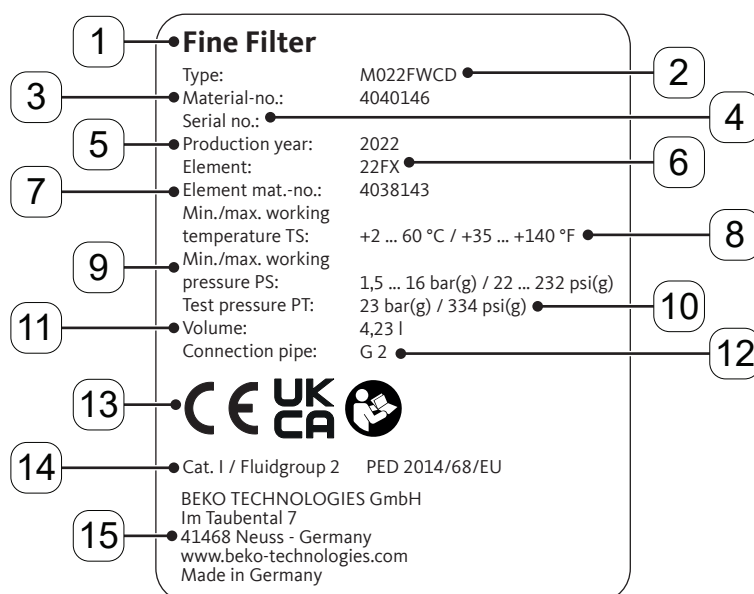 1 Fine Filter
Type: M022FWCD 2
3 Material-no.: 4040146
Serial no.: 4
5 Production year: 2022
Element: 22FX 6
7 Element mat.-no.: 4038143
Min./max. working
temperature TS: +2 ... 60 °C / +35 ... +140 °F 8
9 Min./max. working
pressure PS: 1,5 ... 16 bar(g) / 22 ... 232 psi(g)
Test pressure PT: 23 bar(g) / 334 psi(g) 10
11 Volume: 4,23 l
Connection pipe: G 2 12
13 CE UK
CA
14 Cat. I / Fluidgroup 2 PED 2014/68/EU
BEKO TECHNOLOGIES GmbH
Im Taubental 7
15 41468 Neuss - Germany
www.beko-technologies.com
Made in Germany